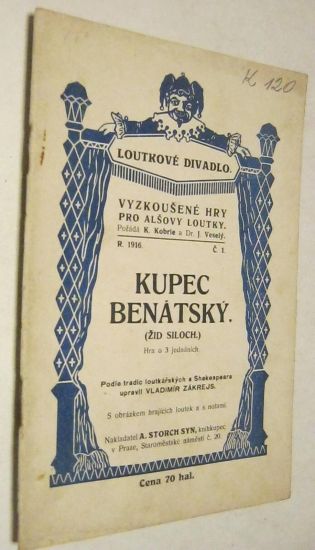 K 120
LOUTKOVÉ DIVADLO.
VYZKOUŠENÉ HRY
PRO ALŠOVY LOUTKY.
Pořádá K. Kobrle a Dr. J. Veselý.
R. 1916. Č. 1.
KUPEC
BENÁTSKÝ.
(ŽID SILOCH.)
Hra o 3 jednáních.
Podle tradic loutkářských a Shakespeara
upravil VLADIMÍR ZÁKREJS.
S obrázkem hrajících loutek a s notami.
Nakladatel A. STORCH SYN, knihkupec
v Praze, Staroměstské náměstí č. 20.
Cena 70 hal.